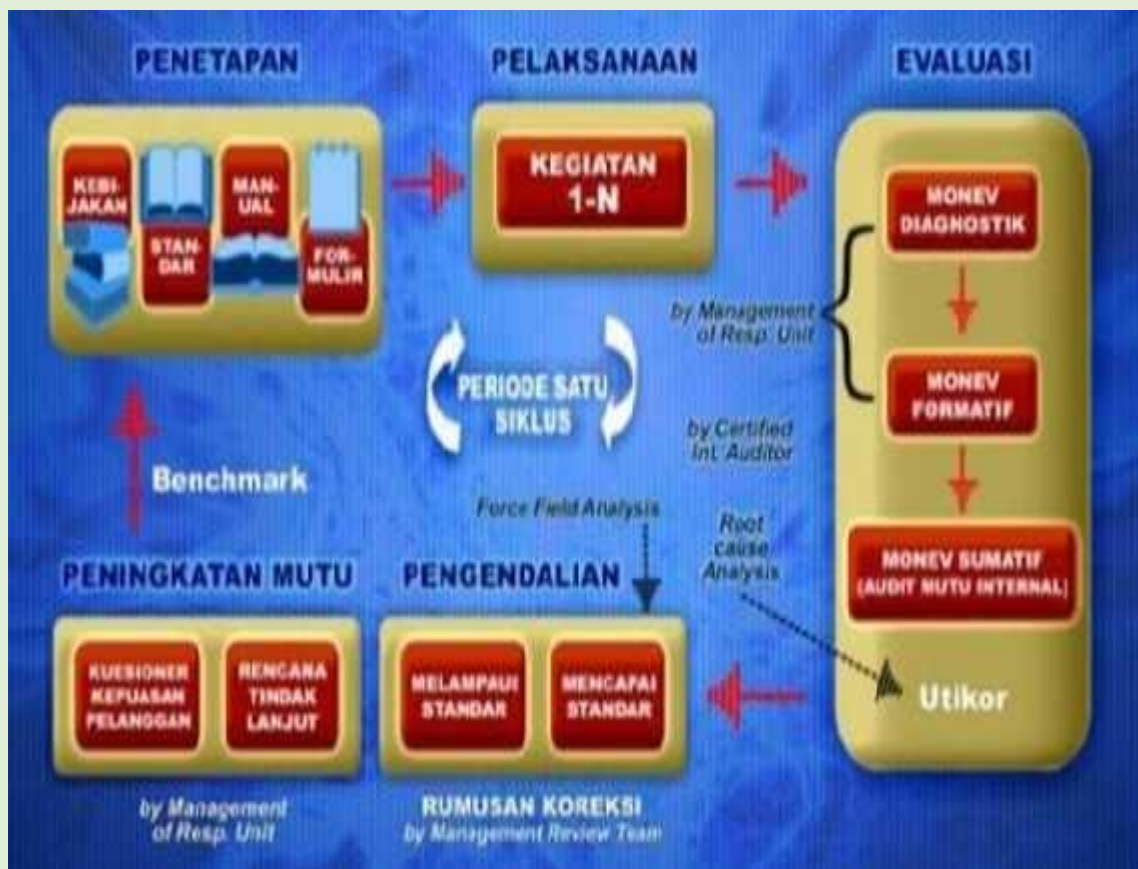 PENETAPAN
KEBI-
JAKAN
STAN-
DAR
MAN-
UAL
FOR-
MULIR
PELAKSANAAN
KEGIATAN
1-N
EVALUASI
MONEV
DIAGNOSTIK
by Management
of Resp. Unit
MONEV
FORMATIF
by Certified
Int. Auditor
MONEV SUMATIF
(AUDIT MUTU INTERNAL)
Root
cause
Analysis
Utikor
PERIODE SATU
SIKLUS
Force Field Analysis
PENGENDALIAN
MELAMPAUI
STANDAR
MENCAPAI
STANDAR
RUMUSAN KOREKSI
by Management Review Team
PENINGKATAN MUTU
KUESIONER
KEPUASAN
PELANGGAN
RENCANA
TINDAK
LANJUT
by Management
of Resp. Unit
Benchmark